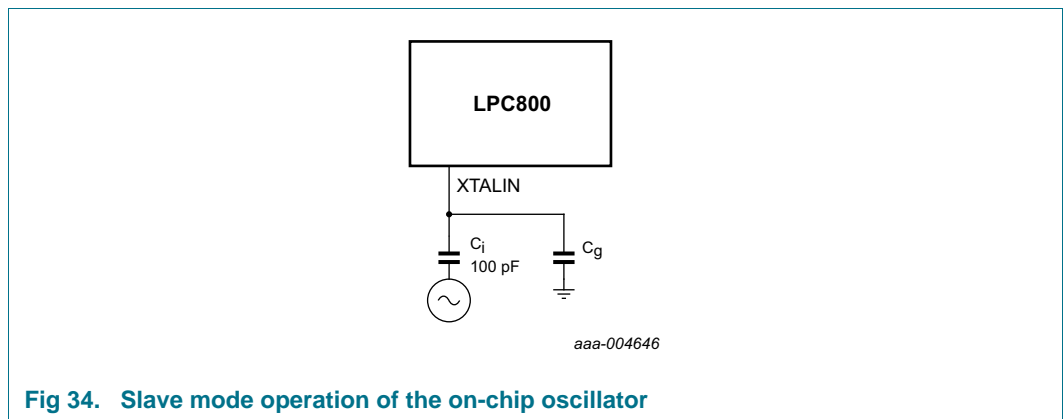 LPC800
XTALIN
Ci
100 pF
Cg
aaa-004646
Fig 34. Slave mode operation of the on-chip oscillator